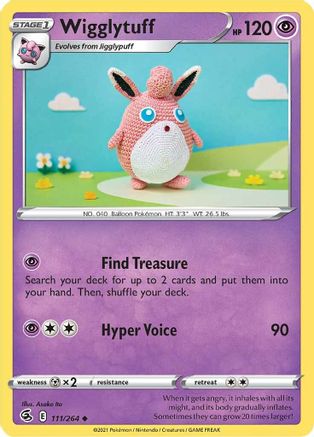 STAGE 1 Wigglytuff HP 120
Evolves from Jigglypuff
NO. 040 Balloon Pokémon HT: 3'3" WT: 26.5 lbs.
Find Treasure
Search your deck for up to 2 cards and put them into
your hand. Then, shuffle your deck.
Hyper Voice 90
weakness ×2 resistance retreat
Illus. Asako Ito
E 111/264
When it gets angry, it inhales with all its
might, and its body gradually inflates.
Sometimes they can grow 20 times larger!
©2021 Pokémon / Nintendo / Creatures / GAME FREAK